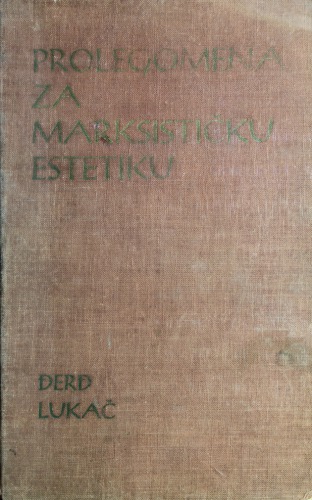 PROLEGOMENA
ZA
MARKSISTIČKU
ESTETIKU
ĐERĐ
LUKAČ